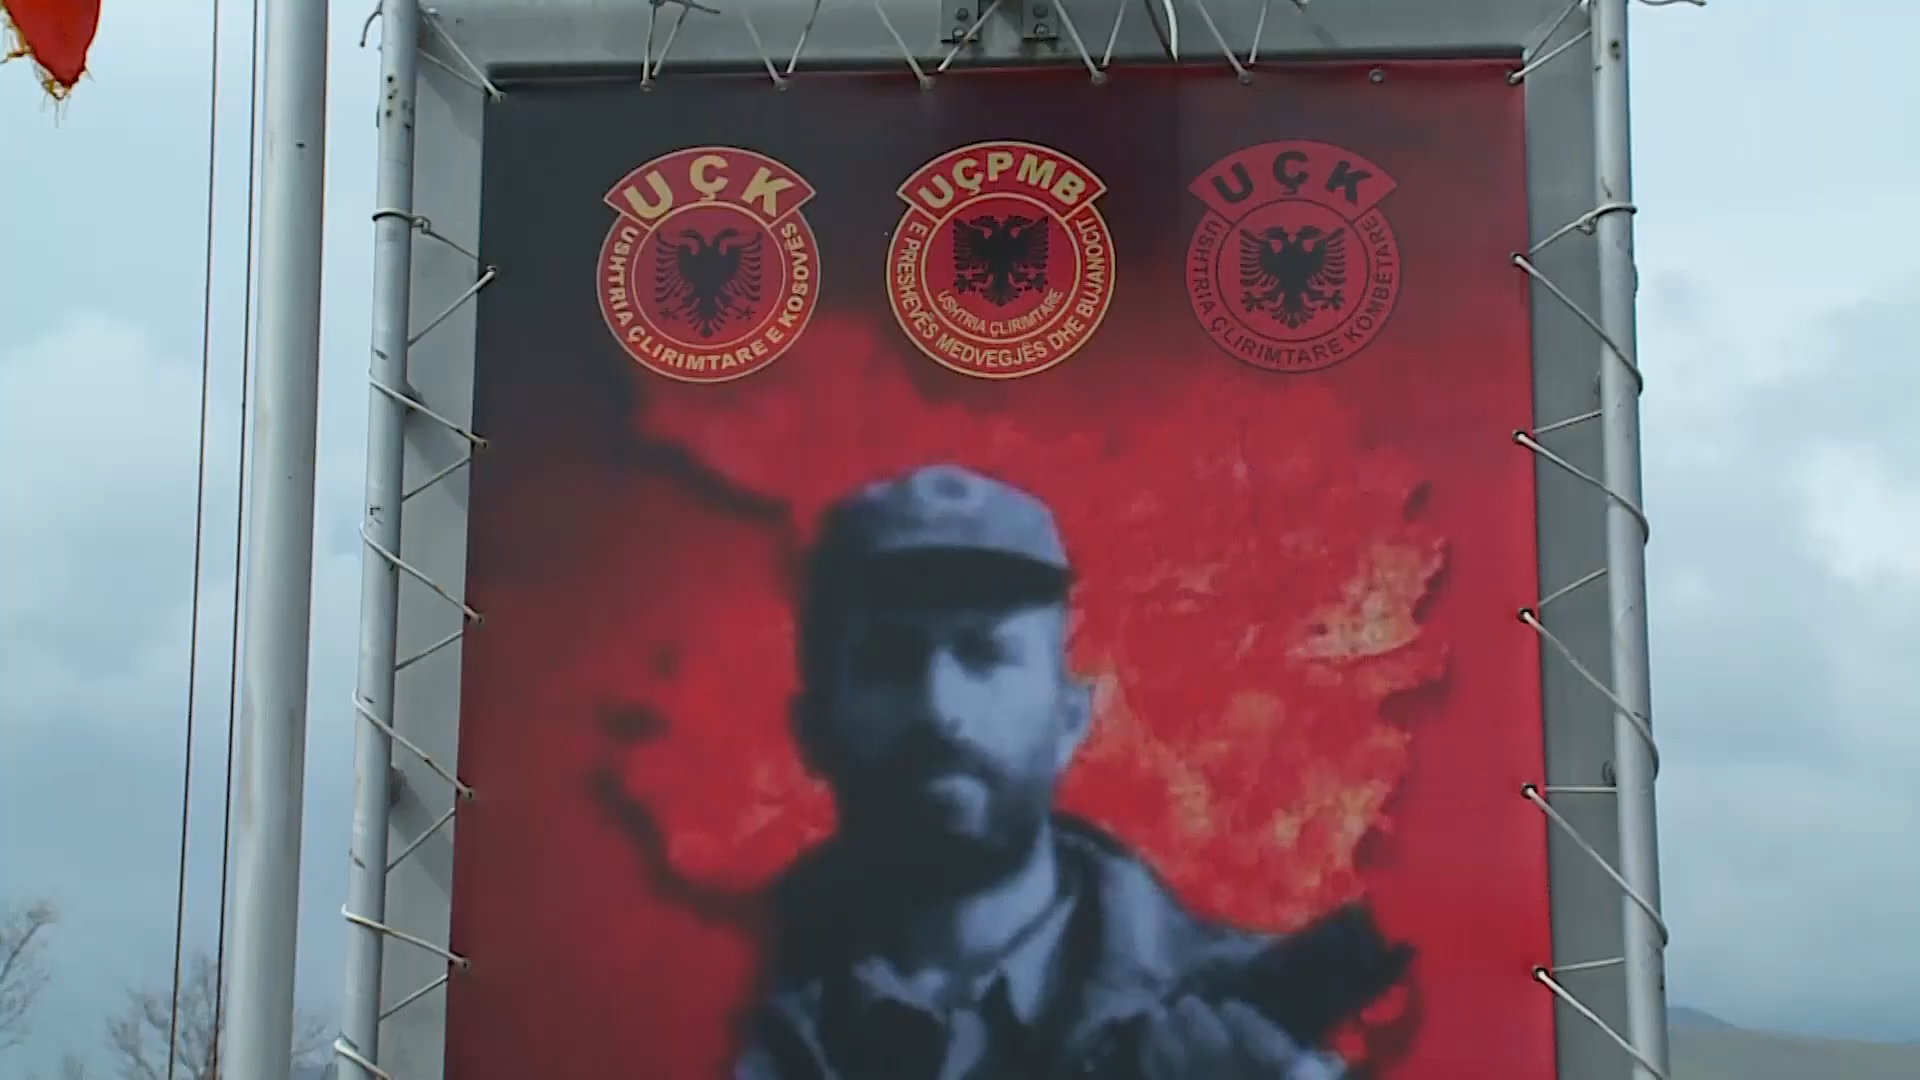 UÇK
USHTRIA ÇLIRIMTARE E KOSOVËS
UÇPMB
E PRESHEVËS MEDVEGJËS DHE BUJANOCIT
USHTRIA ÇLIRIMTARE
UÇK
USHTRIA ÇLIRIMTARE KOMBËTARE